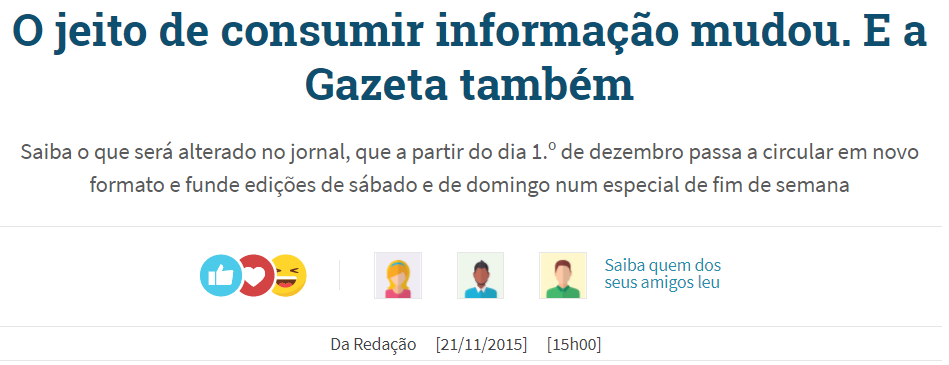 O jeito de consumir informação mudou. E a
Gazeta também
Saiba o que será alterado no jornal, que a partir do dia 1.º de dezembro passa a circular em novo
formato e funde edições de sábado e de domingo num especial de fim de semana
Saiba quem dos
seus amigos leu
Da Redação [21/11/2015] [15h00]